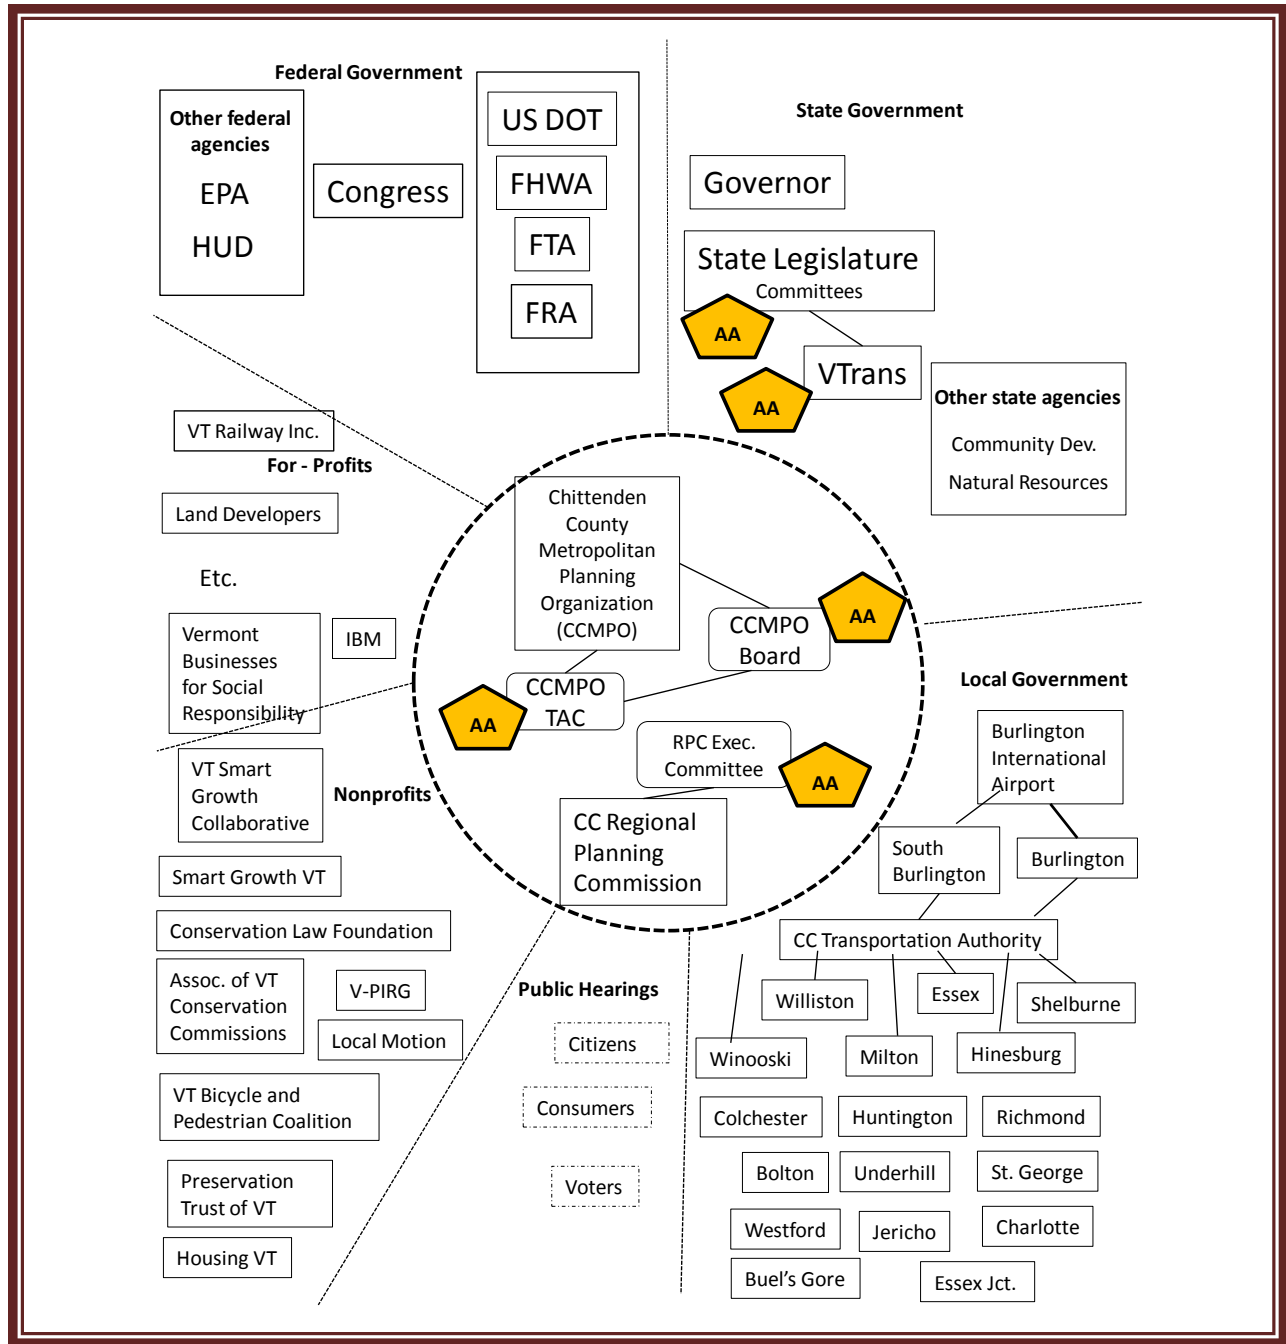 Federal Government
Other federal
agencies
EPA
HUD
Congress
US DOT
FHWA
FTA
FRA
State Government
Governor
State Legislature
Committees
AA
VTrans
AA
Other state agencies
Community Dev.
Natural Resources
VT Railway Inc.
For - Profits
Land Developers
Etc.
Vermont
Businesses
for Social
Responsibility
IBM
Chittenden
County
Metropolitan
Planning
Organization
(CCMPO)
CCMPO
Board
AA
CCMPO
TAC
AA
RPC Exec.
Committee
AA
CC Regional
Planning
Commission
Nonprofits
VT Smart
Growth
Collaborative
Smart Growth VT
Conservation Law Foundation
Assoc. of VT
Conservation
Commissions
V-PIRG
Local Motion
VT Bicycle and
Pedestrian Coalition
Preservation
Trust of VT
Housing VT
Public Hearings
Citizens
Consumers
Voters
Local Government
Burlington
International
Airport
South
Burlington
Burlington
CC Transportation Authority
Williston
Essex
Shelburne
Winooski
Milton
Hinesburg
Colchester
Huntington
Richmond
Bolton
Underhill
St. George
Westford
Jericho
Charlotte
Buel's Gore
Essex Jct.